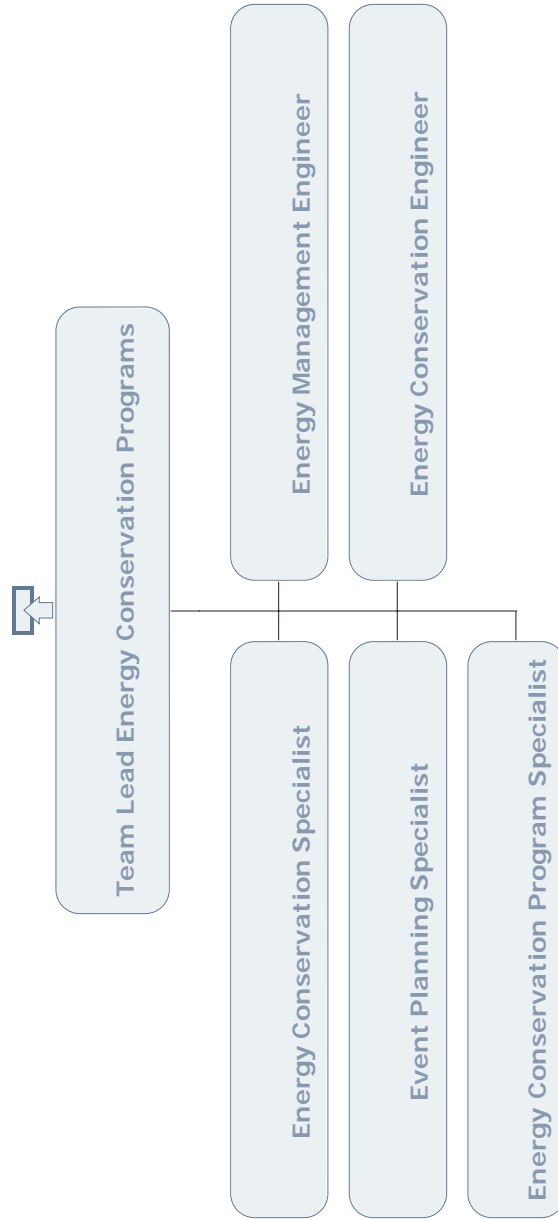 Team Lead Energy Conservation Programs
Energy Conservation Specialist
Energy Management Engineer
Event Planning Specialist
Energy Conservation Engineer
Energy Conservation Program Specialist